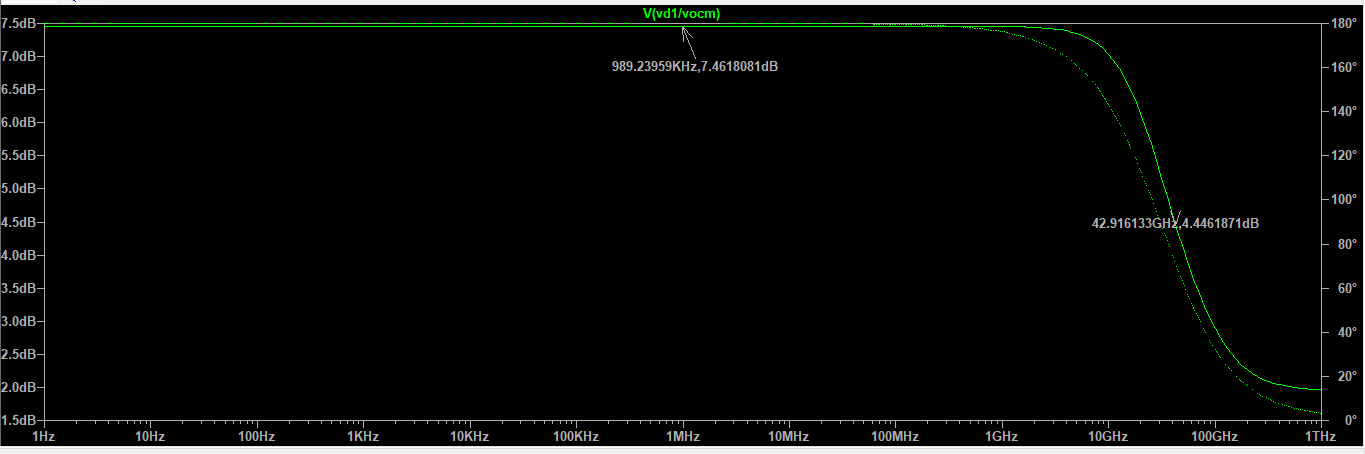 V(vd1/vocm)
7.5dB
7.0dB
6.5dB
6.0dB
5.5dB
5.0dB
4.5dB
4.0dB
3.5dB
3.0dB
2.5dB
2.0dB
1.5dB
989.23959KHz,7.4618081dB
42.916133GHz,4.4461871dB
180°
160°
140°
120°
100°
80°
60°
40°
20°
0°
1Hz 10Hz 100Hz 1KHz 10KHz 100KHz 1MHz 10MHz 100MHz 1GHz 10GHz 100GHz 1THz